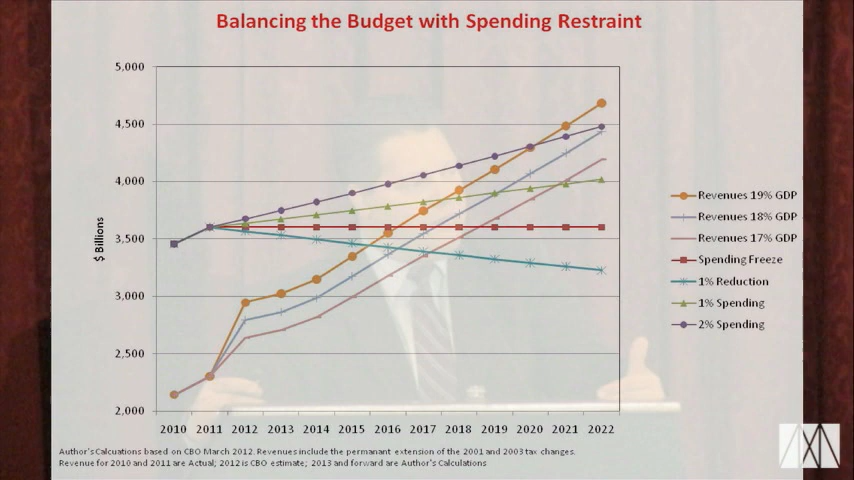 Balancing the Budget with Spending Restraint
5,000
4,500
4,000
3,500
3,000
2,500
2,000
$ Billions
2010 2011 2012 2013 2014 2015 2016 2017 2018 2019 2020 2021 2022
Revenues 19% GDP
Revenues 18% GDP
Revenues 17% GDP
Spending Freeze
1% Reduction
1% Spending
2% Spending
Author's Calcuations based on CBO March 2012. Revenues include the permanant extension of the 2001 and 2003 tax changes.
Revenue for 2010 and 2011 are Actual; 2012 is CBO estimate; 2013 and forward are Author's Calculations